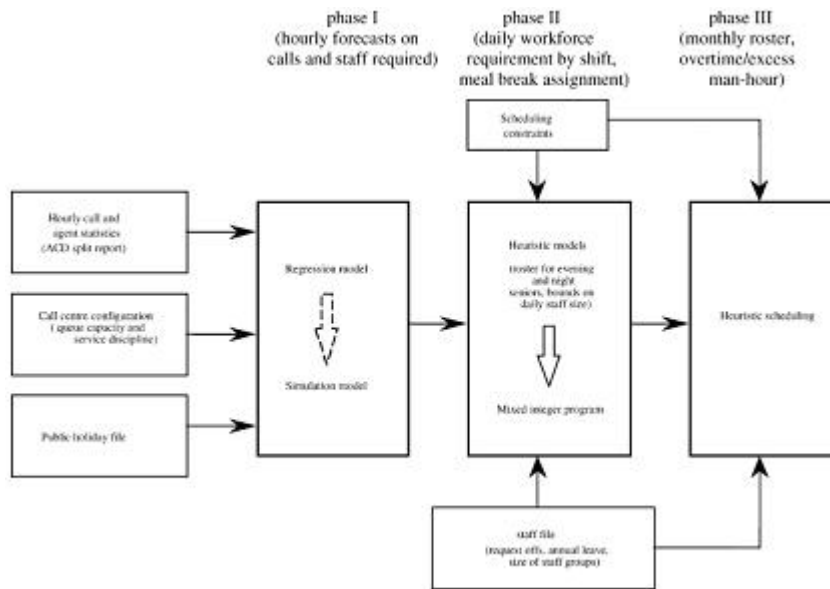 phase I
(hourly forecasts on
calls and staff required)
phase II
(daily workforce
requirement by shift,
meal break assignment)
phase III
(monthly roster,
overtime/excess
man-hour)
Scheduling
constraints
Hourly call and
agent statistics
(ACD split report)
Call centre configuration
( queue capacity and
service discipline)
Public holiday file
Regression model
Simulation model
Heuristic models
(roster for evening
and night
seniors, bounds on
daily staff size)
Mixed integer program
Heuristic scheduling
staff file
(request offs, annual leave,
size of staff groups)